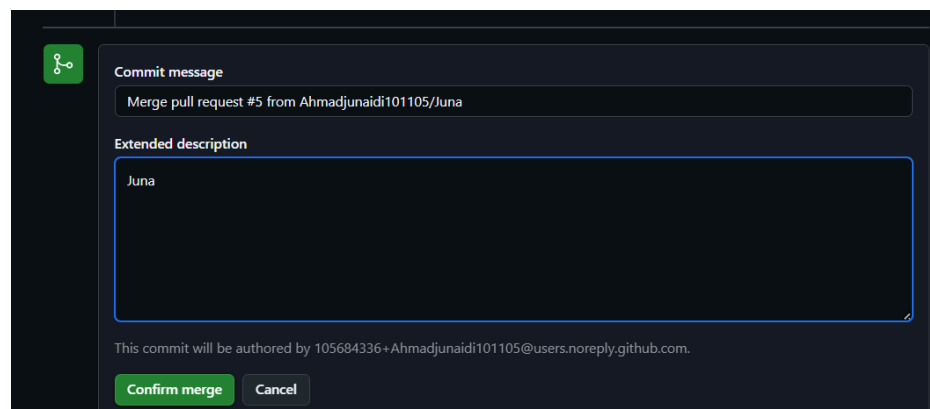 Commit message
Merge pull request #5 from Ahmadjunaidi101105/Juna
Extended description
Juna
This commit will be authored by 105684336+Ahmadjunaidi101105@users.noreply.github.com.
Confirm merge Cancel